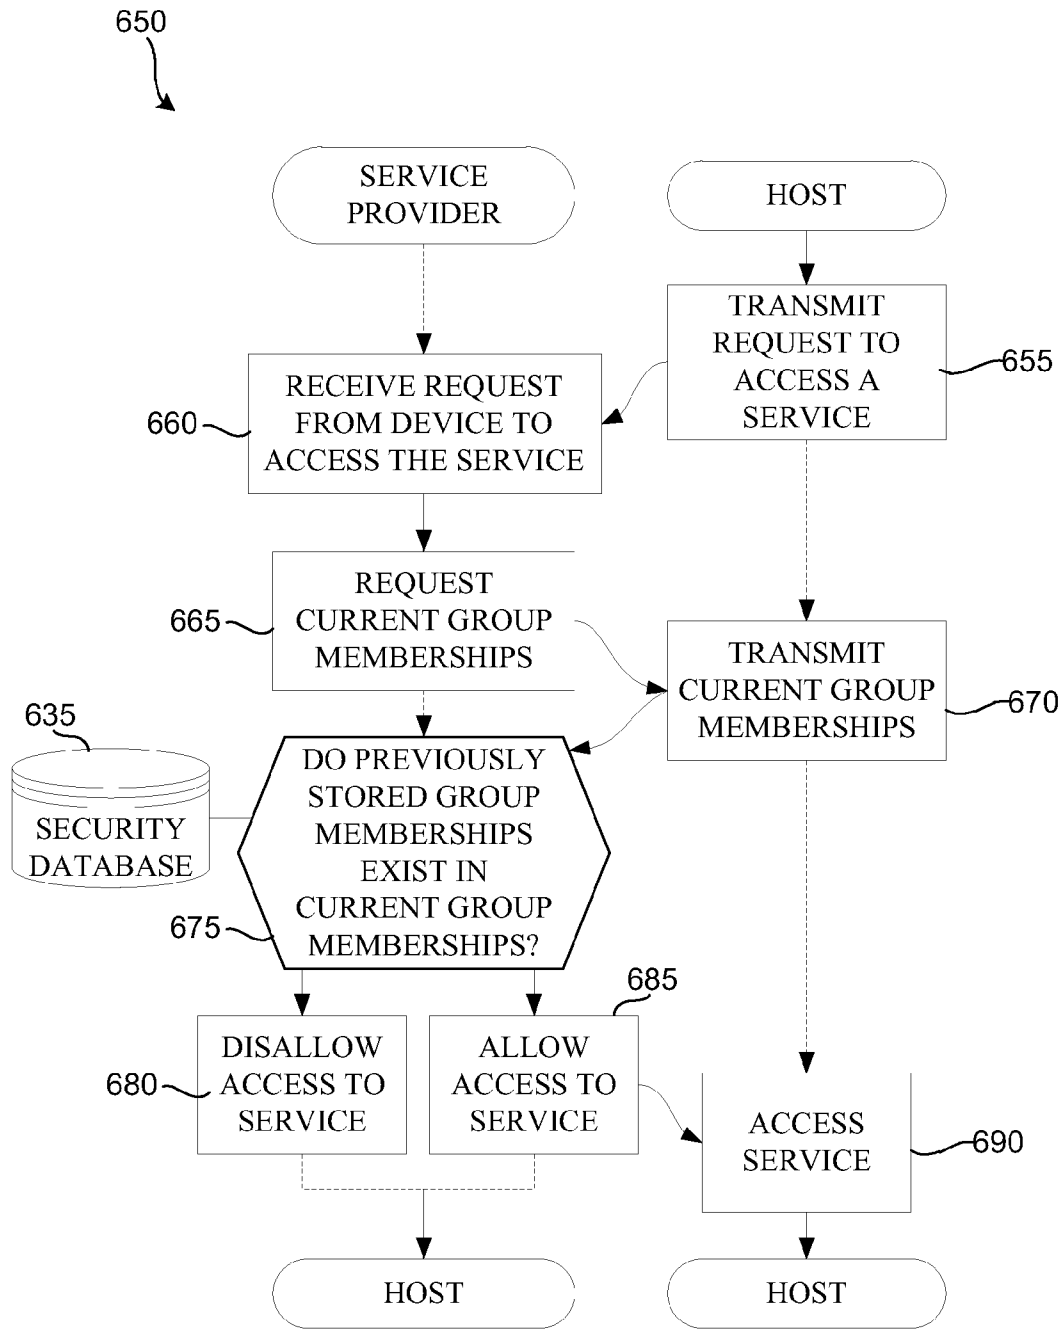 650
SERVICE
PROVIDER
HOST
TRANSMIT
REQUEST TO
ACCESS A
SERVICE
655
RECEIVE REQUEST
FROM DEVICE TO
ACCESS THE SERVICE
660
REQUEST
CURRENT GROUP
MEMBERSHIPS
665
TRANSMIT
CURRENT GROUP
MEMBERSHIPS
670
635
SECURITY
DATABASE
DO PREVIOUSLY
STORED GROUP
MEMBERSHIPS
EXIST IN
CURRENT GROUP
MEMBERSHIPS?
675
DISALLOW
ACCESS TO
SERVICE
680
ALLOW
ACCESS TO
SERVICE
685
ACCESS
SERVICE
690
HOST
HOST